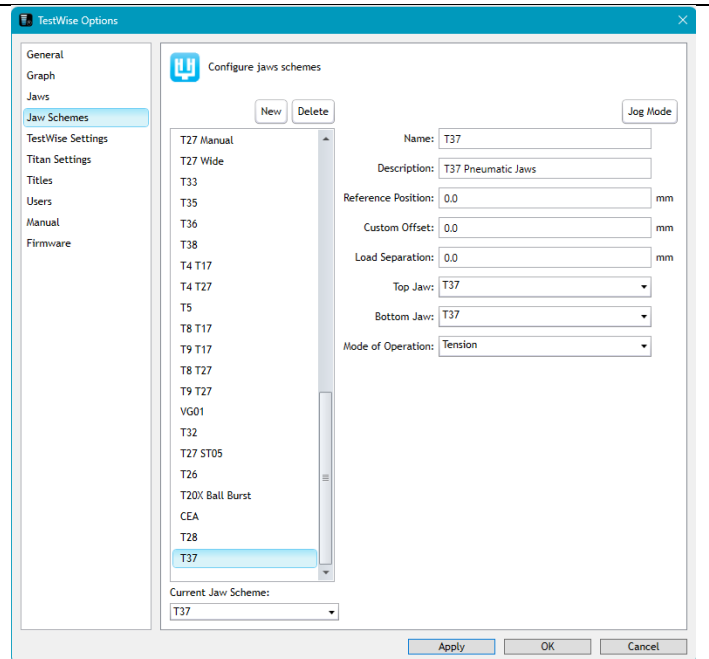 TestWise Options
General
Graph
Jaws
Jaw Schemes
TestWise Settings
Titan Settings
Titles
Users
Manual
Firmware
Configure jaws schemes
New Delete
Jog Mode
T27 Manual
T27 Wide
T33
T35
T36
T38
T4 T17
T4 T27
T5
T8 T17
T9 T17
T8 T27
T9 T27
VG01
T32
T27 ST05
T26
T20X Ball Burst
CEA
T28
T37
Current Jaw Scheme:
T37
Name: T37
Description: T37 Pneumatic Jaws
Reference Position: 0.0 mm
Custom Offset: 0.0 mm
Load Separation: 0.0 mm
Top Jaw: T37
Bottom Jaw: T37
Mode of Operation: Tension
Apply OK Cancel